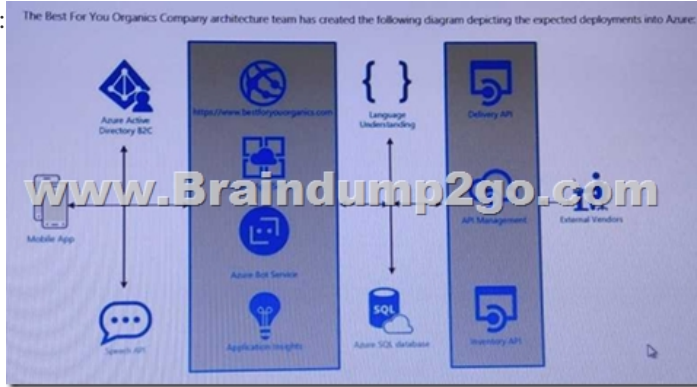 : The Best For You Organics Company architecture team has created the following diagram depicting the expected deployments into Azure:
Azure Active
Directory B2C
https://www.bestforyouorganics.com
{ }
Language
Understanding
Delivery API
www.Braindump2go.com
Mobile App
API Management
External Vendors
Azure Bot Service
SQL
Speech API
Application Insights
Azure SQL database
Inventory API